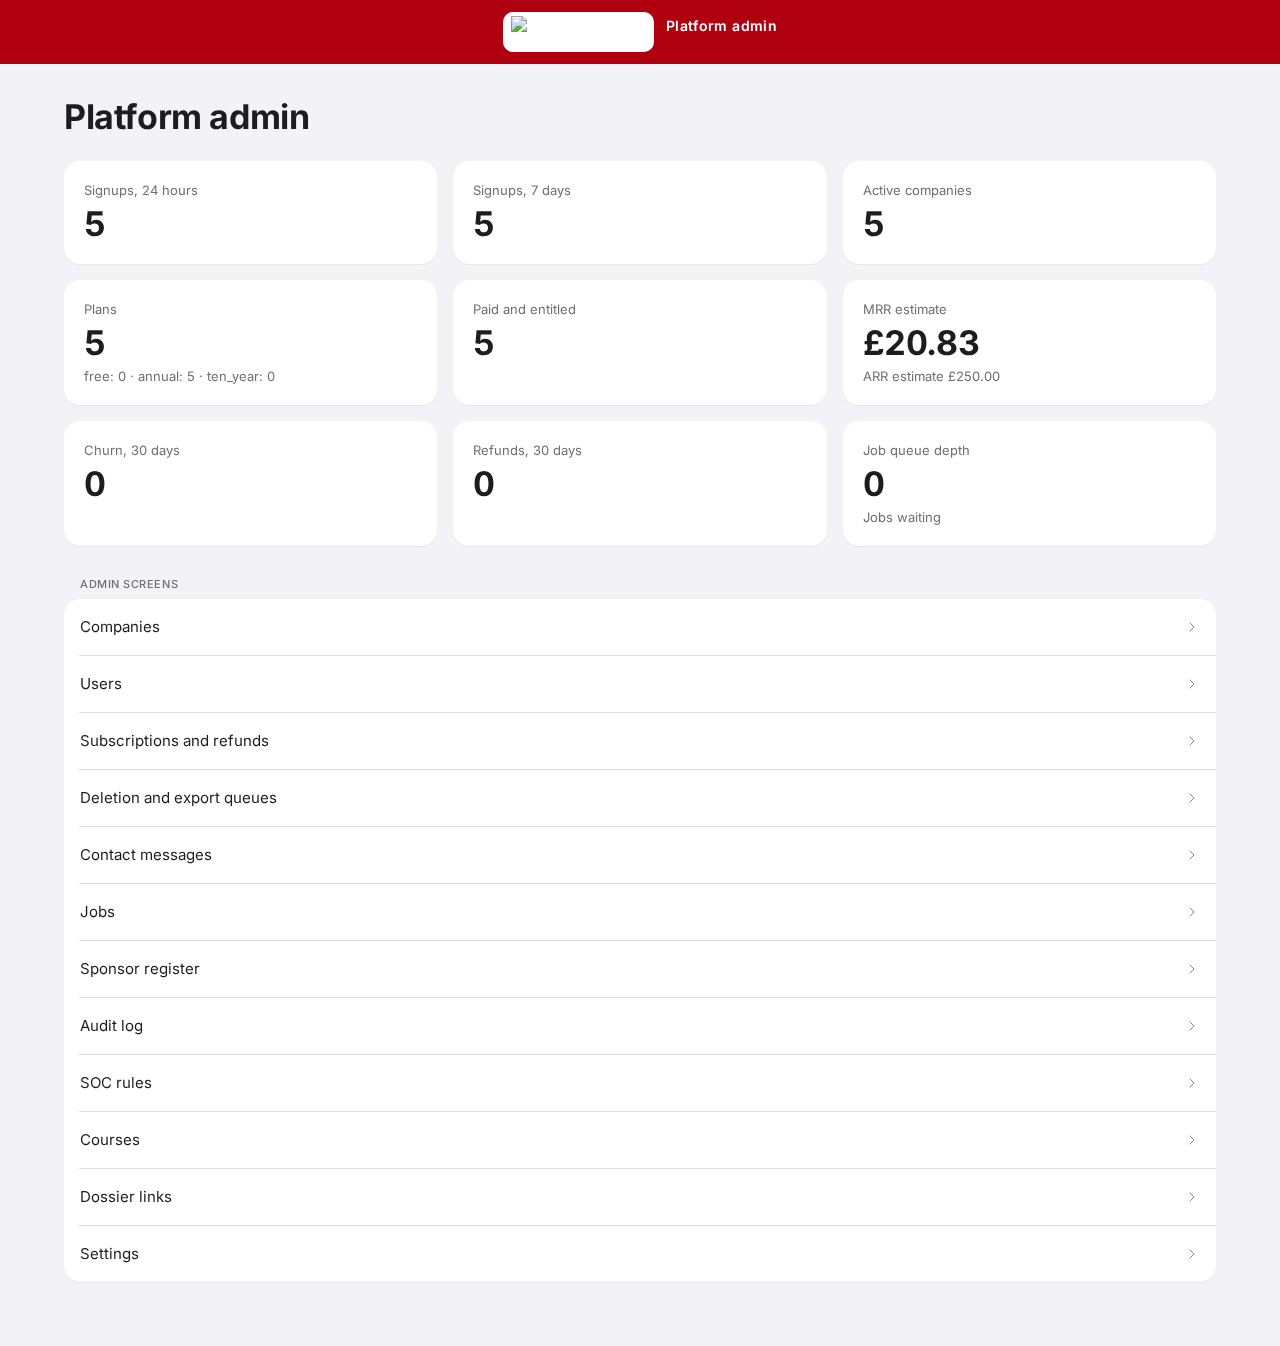 Platform admin
Platform admin
Signups, 24 hours
5
Signups, 7 days
5
Active companies
5
Plans
5
free: 0 · annual: 5 · ten_year: 0
Paid and entitled
5
MRR estimate
£20.83
ARR estimate £250.00
Churn, 30 days
0
Refunds, 30 days
0
Job queue depth
0
Jobs waiting
ADMIN SCREENS
Companies
Users
Subscriptions and refunds
Deletion and export queues
Contact messages
Jobs
Sponsor register
Audit log
SOC rules
Courses
Dossier links
Settings